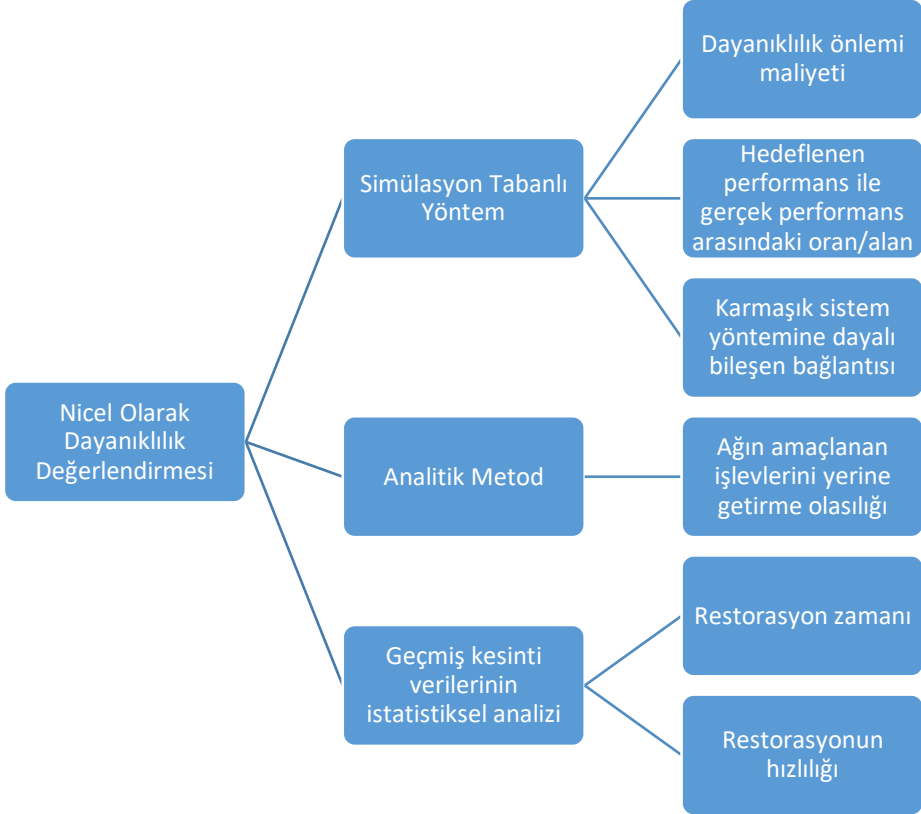 Nicel Olarak
Dayanıklılık
Değerlendirmesi
Simülasyon Tabanlı
Yöntem
Dayanıklılık önlemi
maliyeti
Hedeflenen
performans ile
gerçek performans
arasındaki oran/alan
Karmaşık sistem
yöntemine dayalı
bileşen bağlantısı
Analitik Metod
Ağın amaçlanan
işlevlerini yerine
getirme olasılığı
Geçmiş kesinti
verilerinin
istatistiksel analizi
Restorasyon zamanı
Restorasyonun
hızlılığı